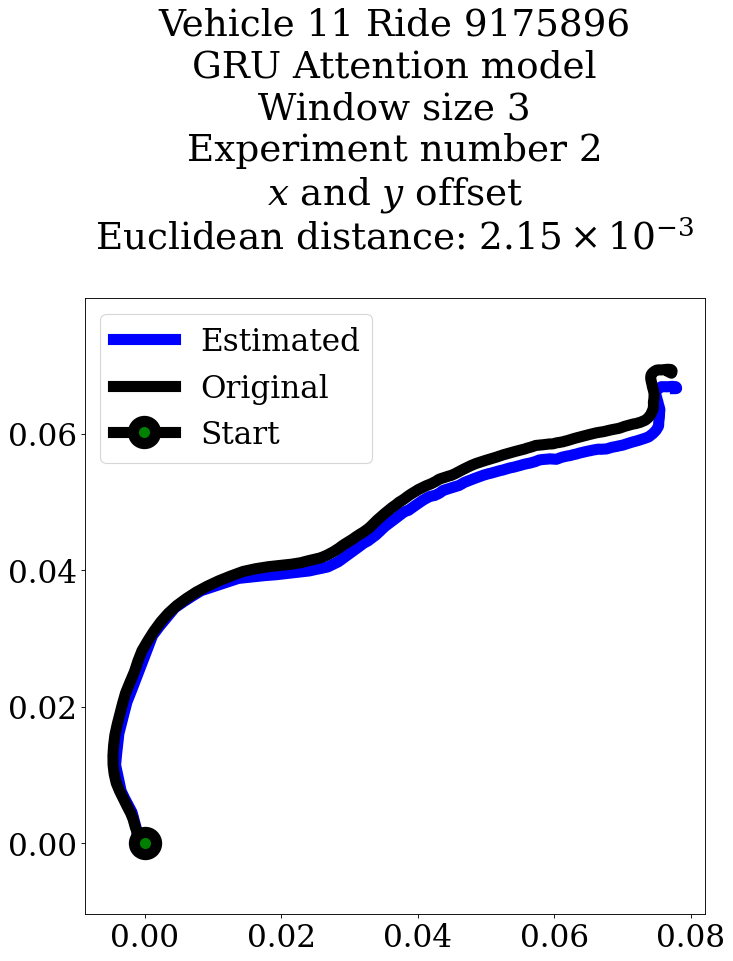 Vehicle 11 Ride 9175896
GRU Attention model
Window size 3
Experiment number 2
x and y offset
Euclidean distance: 2.15 × 10⁻³
Estimated
Original
Start
0.06
0.04
0.02
0.00
0.00 0.02 0.04 0.06 0.08